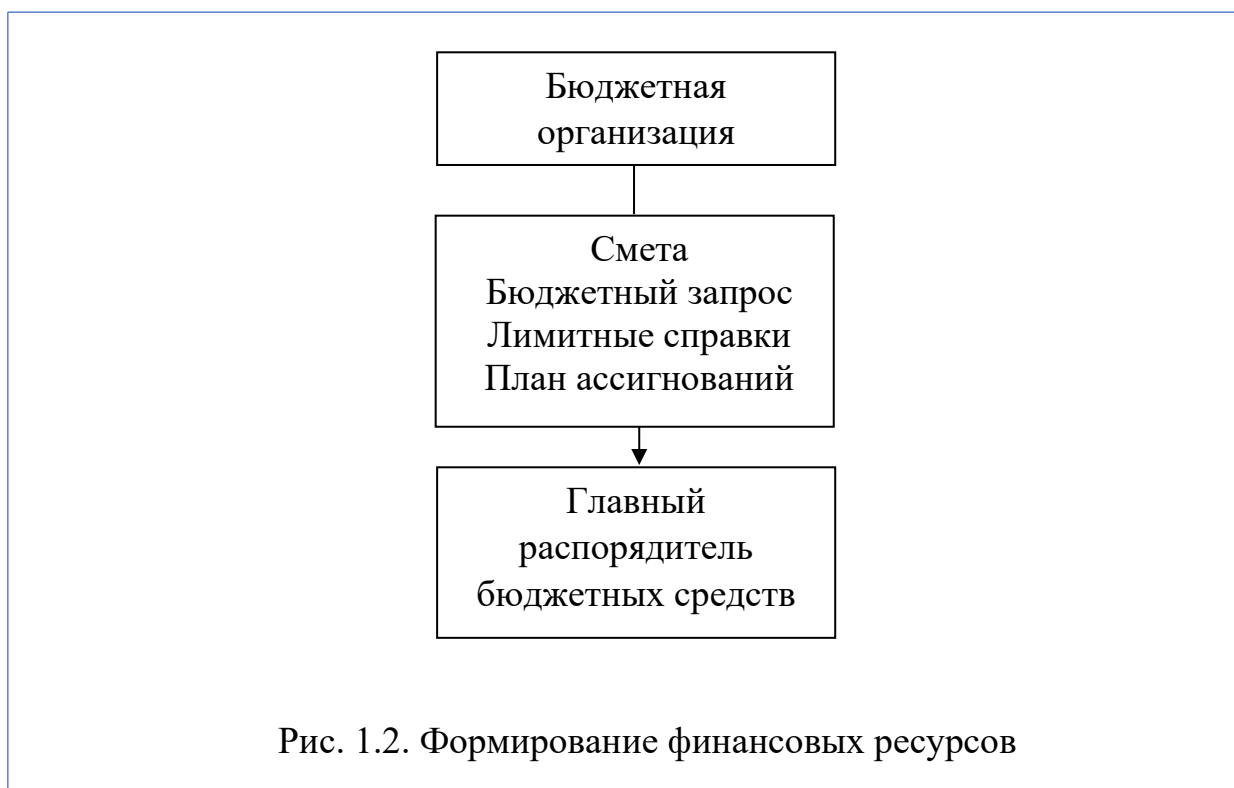 Бюджетная
организация
Смета
Бюджетный запрос
Лимитные справки
План ассигнований
Главный
распорядитель
бюджетных средств
Рис. 1.2. Формирование финансовых ресурсов